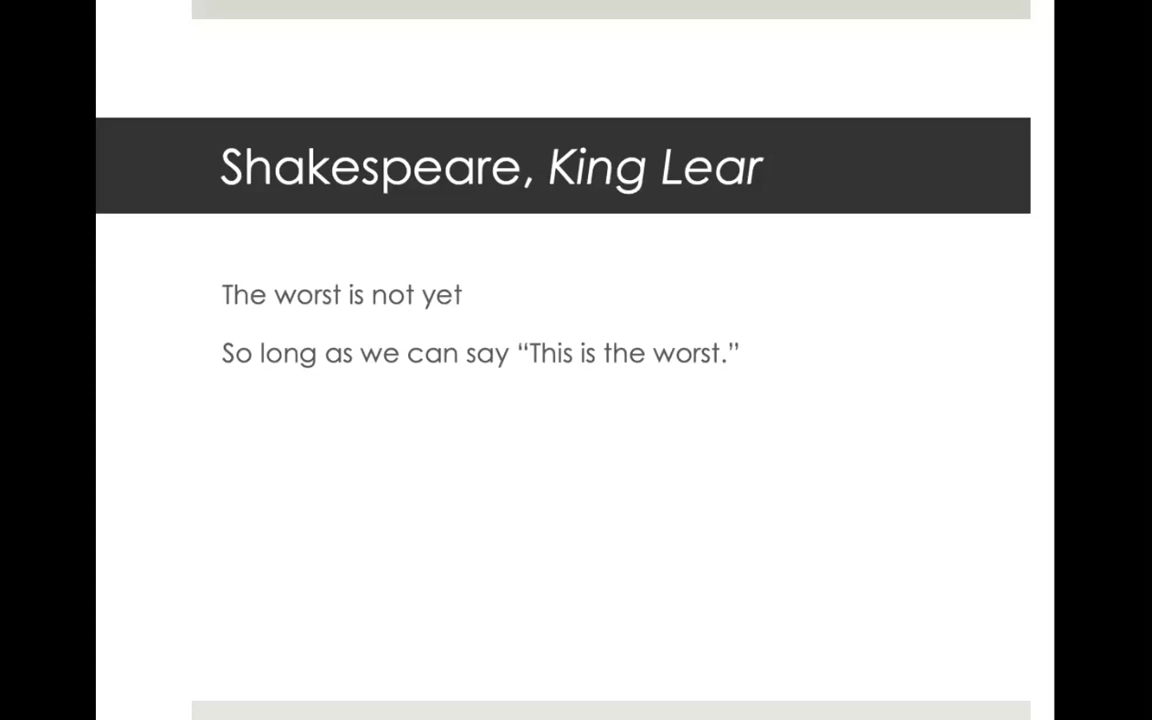 Shakespeare, King Lear
The worst is not yet
So long as we can say “This is the worst.”